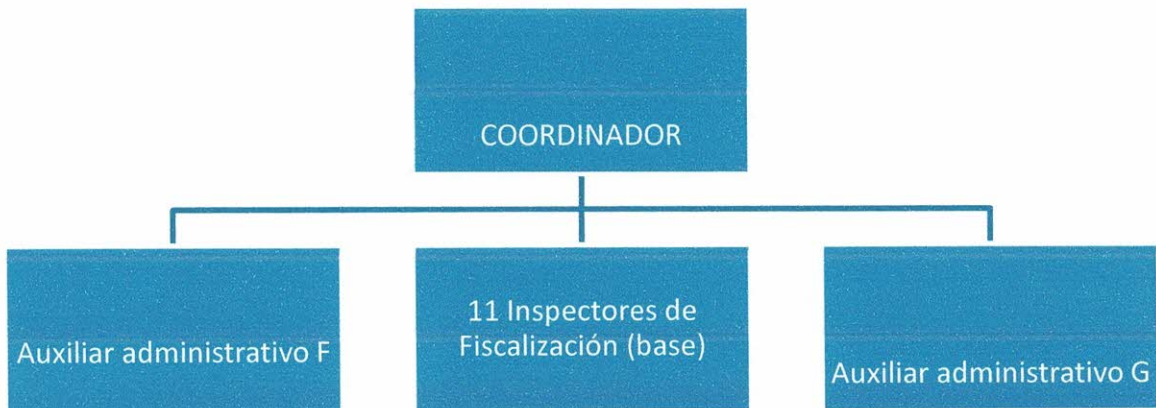 COORDINADOR
Auxiliar administrativo F
11 Inspectores de
Fiscalización (base)
Auxiliar administrativo G